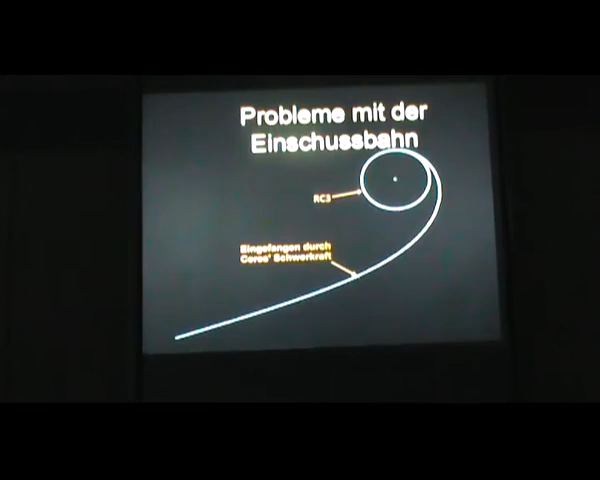 Probleme mit der
Einschussbahn
RC3
Eingefangen durch
Ceres' Schwerkraft